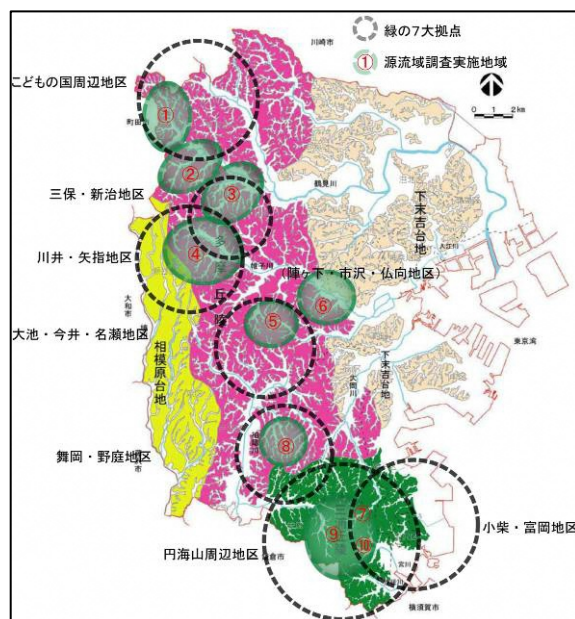 緑の7大拠点
① 源流域調査実施地域
川崎市
0 1 2km
こどもの国周辺地区
①
町田
②
三保・新治地区
③
鶴見川
下末吉台地
川井・矢指地区
④
多
丘陵
(陣ヶ下・市沢・仏向地区)
⑥
大和市
大池・今井・名瀬地区
⑤
相模原台地
東京湾
下末吉台地
大岡川
舞岡・野庭地区
⑧
小柴・富岡地区
⑨
円海山周辺地区
倉市
宮川
横須賀市